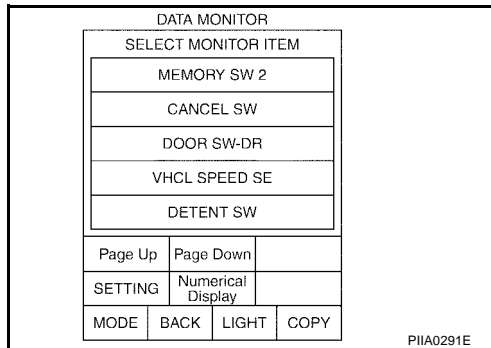 DATA MONITOR
SELECT MONITOR ITEM
MEMORY SW 2
CANCEL SW
DOOR SW-DR
VHCL SPEED SE
DETENT SW
Page Up Page Down
SETTING Numerical
Display
MODE BACK LIGHT COPY
PIIA0291E